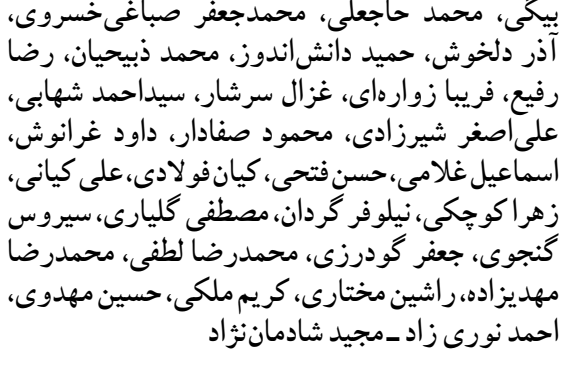 بیگی، محمد حاجعلی، محمدجعفر صباغی‌خسروی،
آذر دلخوش، حمید دانش‌اندوز، محمد ذبیحیان، رضا
رفیع، فریبا زواره‌ای، غزال سرشار، سیداحمد شهابی،
علی‌اصغر شیرزادی، محمود صفادار، داود غرانوش،
اسماعیل غلامی، حسن فتحی، کیان فولادی، علی کیانی،
زهرا کوچکی، نیلوفر گردان، مصطفی گلیاری، سیروس
گنجوی، جعفر گودرزی، محمدرضا لطفی، محمدرضا
مهدیزاده، راشین مختاری، کریم ملکی، حسین مهدوی،
احمد نوری زاد ـ مجید شادمان‌نژاد